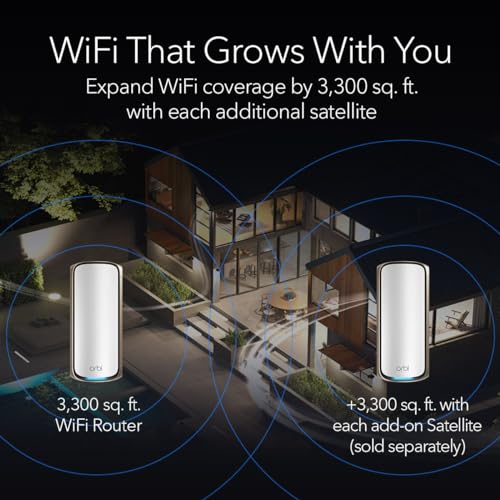 WiFi That Grows With You
Expand WiFi coverage by 3,300 sq. ft.
with each additional satellite
orbi
orbi
3,300 sq. ft.
WiFi Router
+3,300 sq. ft. with
each add-on Satellite
(sold separately)